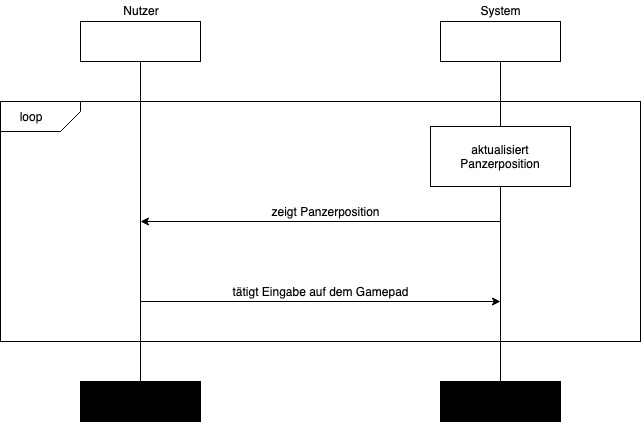 Nutzer
System
loop
aktualisiert
Panzerposition
zeigt Panzerposition
tätigt Eingabe auf dem Gamepad